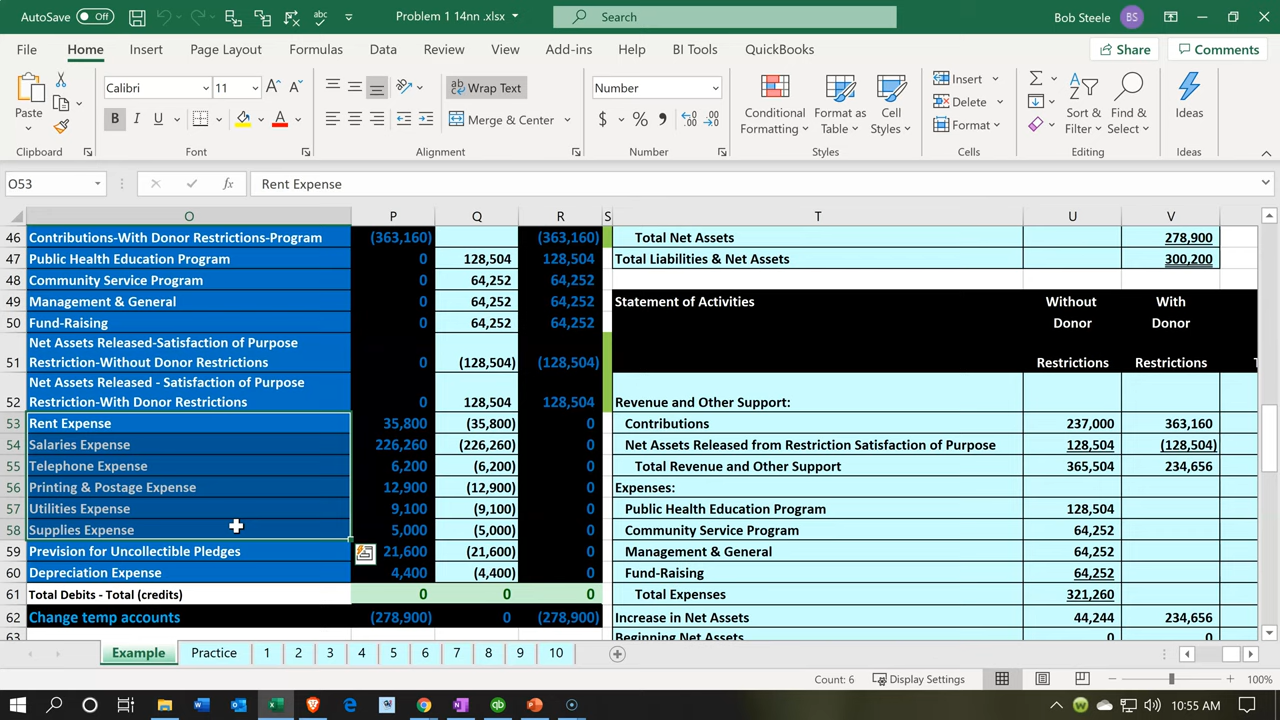 AutoSave Off Problem 1 14nn .xlsx Search Bob Steele BS
File Home Insert Page Layout Formulas Data Review View Add-ins Help BI Tools QuickBooks Share Comments
Paste Calibri 11 Wrap Text Number Conditional Formatting Format as Table Cell Styles Insert Sort & Filter Find & Select Ideas
B I U Merge & Center $ % Delete
Format
Clipboard Font Alignment Number Styles Cells Editing Ideas
O53 fx Rent Expense
O P Q R S T U V
46 Contributions-With Donor Restrictions-Program (363,160) (363,160) Total Net Assets 278,900
47 Public Health Education Program 0 128,504 128,504 Total Liabilities & Net Assets 300,200
48 Community Service Program 0 64,252 64,252
49 Management & General 0 64,252 64,252 Statement of Activities Without With
50 Fund-Raising 0 64,252 64,252 Donor Donor
Net Assets Released-Satisfaction of Purpose
51 Restriction-Without Donor Restrictions 0 (128,504) (128,504) Restrictions Restrictions
Net Assets Released - Satisfaction of Purpose
52 Restriction-With Donor Restrictions 0 128,504 128,504 Revenue and Other Support:
53 Rent Expense 35,800 (35,800) 0 Contributions 237,000 363,160
54 Salaries Expense 226,260 (226,260) 0 Net Assets Released from Restriction Satisfaction of Purpose 128,504 (128,504)
55 Telephone Expense 6,200 (6,200) 0 Total Revenue and Other Support 365,504 234,656
56 Printing & Postage Expense 12,900 (12,900) 0 Expenses:
57 Utilities Expense 9,100 (9,100) 0 Public Health Education Program 128,504
58 Supplies Expense 5,000 (5,000) 0 Community Service Program 64,252
59 Prevision for Uncollectible Pledges 21,600 (21,600) 0 Management & General 64,252
60 Depreciation Expense 4,400 (4,400) 0 Fund-Raising 64,252
61 Total Debits - Total (credits) 0 0 0 Total Expenses 321,260
62 Change temp accounts (278,900) 0 (278,900) Increase in Net Assets 44,244 234,656
63 Beginning Net Assets 0 0
Example Practice 1 2 3 4 5 6 7 8 9 10
Count: 6 Display Settings 100%
10:55 AM